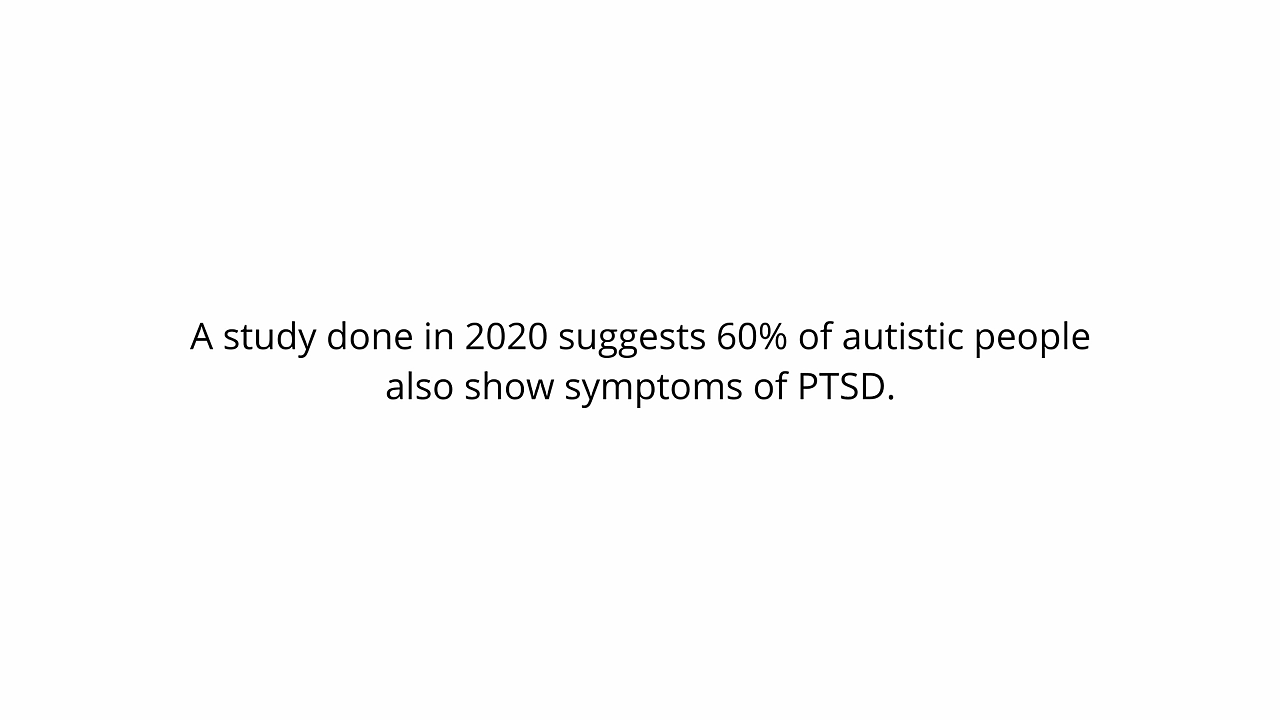 A study done in 2020 suggests 60% of autistic people
also show symptoms of PTSD.